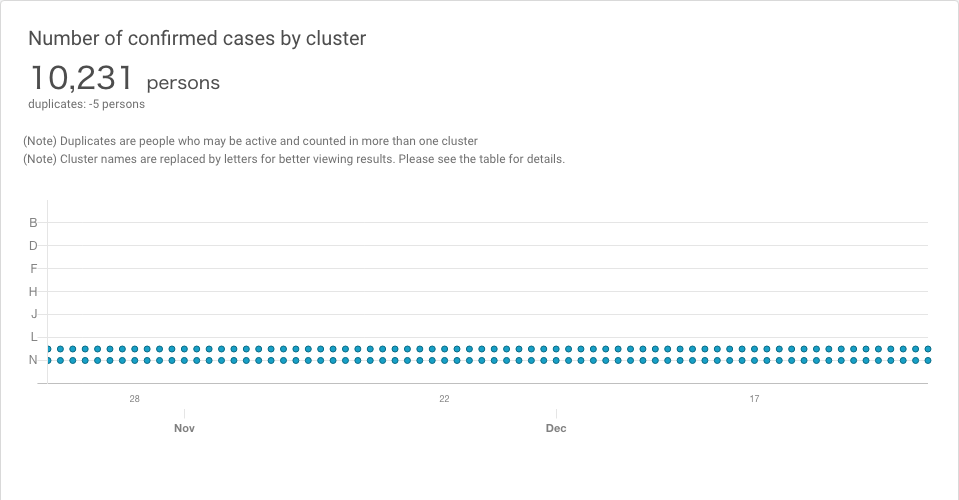 Number of confirmed cases by cluster
10,231 persons
duplicates: -5 persons
(Note) Duplicates are people who may be active and counted in more than one cluster
(Note) Cluster names are replaced by letters for better viewing results. Please see the table for details.
B
D
F
H
J
L
N
28 22 17
Nov Dec